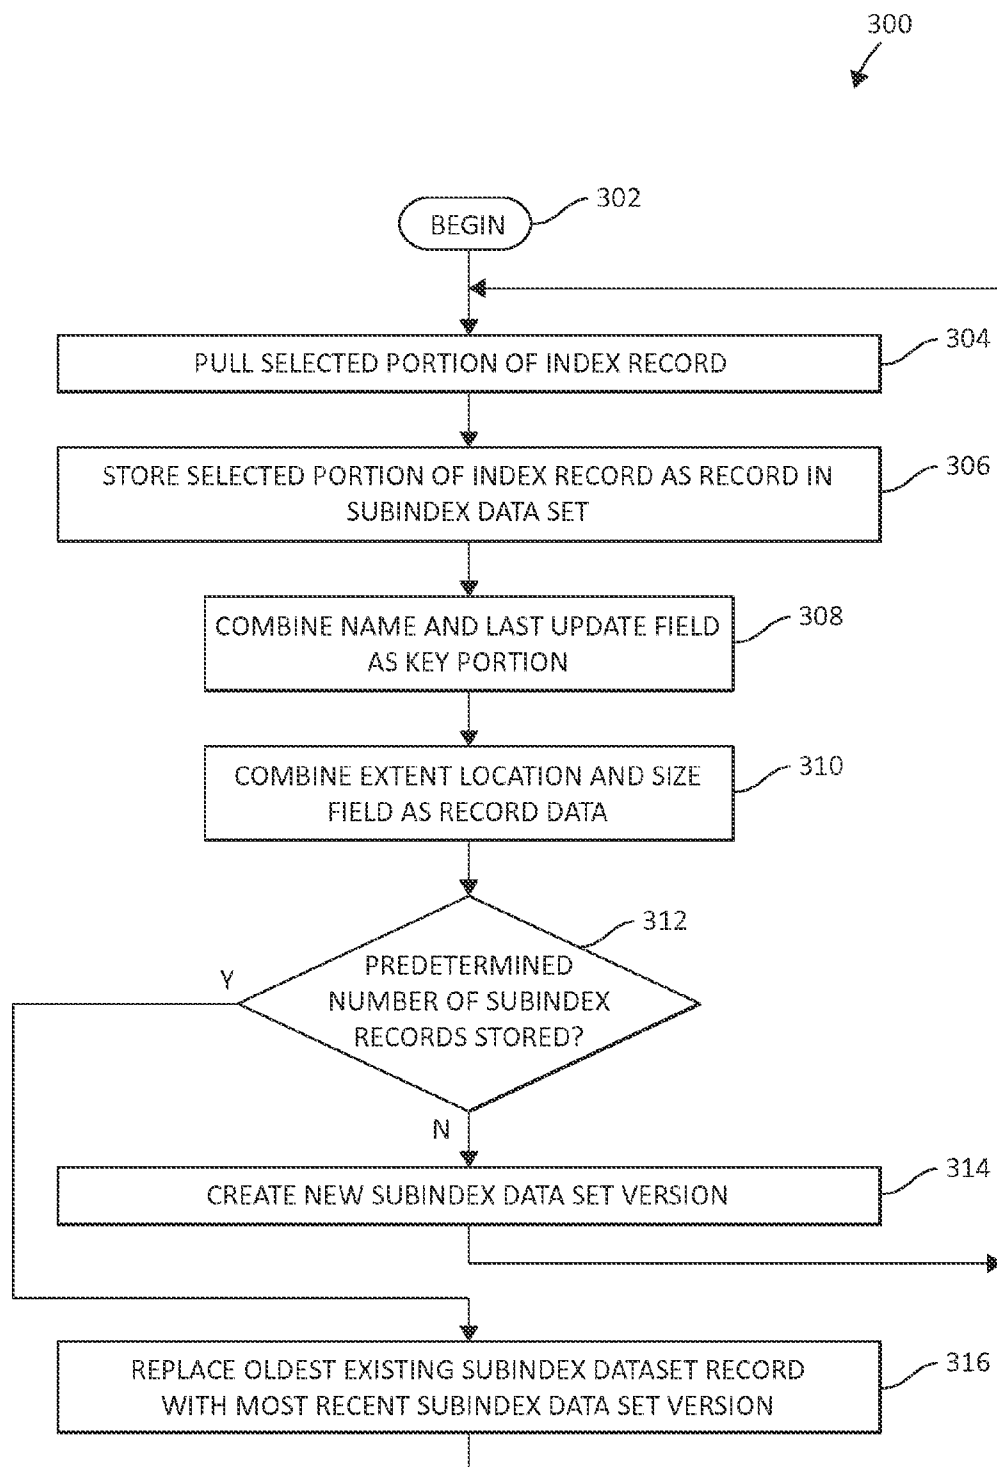 300
BEGIN
302
PULL SELECTED PORTION OF INDEX RECORD
304
STORE SELECTED PORTION OF INDEX RECORD AS RECORD IN
SUBINDEX DATA SET
306
COMBINE NAME AND LAST UPDATE FIELD
AS KEY PORTION
308
COMBINE EXTENT LOCATION AND SIZE
FIELD AS RECORD DATA
310
312
PREDETERMINED
NUMBER OF SUBINDEX
RECORDS STORED?
Y
N
CREATE NEW SUBINDEX DATA SET VERSION
314
REPLACE OLDEST EXISTING SUBINDEX DATASET RECORD
WITH MOST RECENT SUBINDEX DATA SET VERSION
316